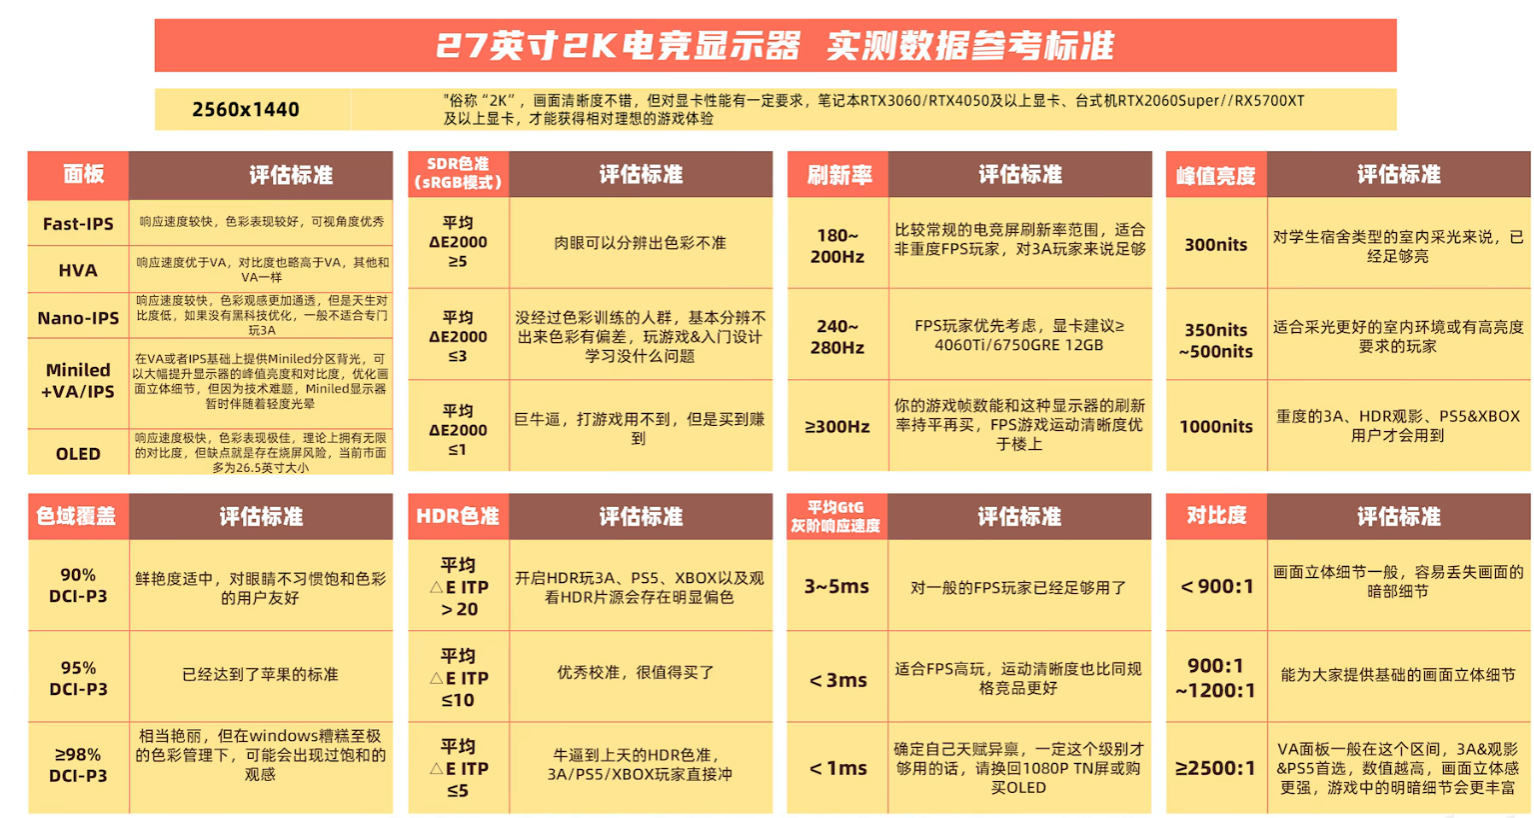 27英寸2K电竞显示器 实测数据参考标准
2560x1440
"俗称“2K”，画面清晰度不错，但对显卡性能有一定要求，笔记本RTX3060/RTX4050及以上显卡、台式机RTX2060Super//RX5700XT
及以上显卡，才能获得相对理想的游戏体验
面板
评估标准
Fast-IPS
响应速度较快，色彩表现较好，可视角度优秀
HVA
响应速度优于VA，对比度也略高于VA，其他和
VA一样
Nano-IPS
响应速度较快，色彩观感更加通透，但是天生对
比度低，如果没有黑科技优化，一般不适合专门
玩3A
Miniled
+VA/IPS
在VA或者IPS基础上提供Miniled分区背光，可
以大幅提升显示器的峰值亮度和对比度，优化画
面立体细节，但因为技术难题，Miniled显示器
暂时伴随着轻度光晕
OLED
响应速度极快，色彩表现极佳，理论上拥有无限
的对比度，但缺点就是存在烧屏风险，当前市面
多为26.5英寸大小
SDR色准
（sRGB模式）
评估标准
平均
ΔE2000
≥5
肉眼可以分辨出色彩不准
平均
ΔE2000
≤3
没经过色彩训练的人群，基本分辨不
出来色彩有偏差，玩游戏&入门设计
学习没什么问题
平均
ΔE2000
≤1
巨牛逼，打游戏用不到，但是买到赚
到
刷新率
评估标准
180~
200Hz
比较常规的电竞屏刷新率范围，适合
非重度FPS玩家，对3A玩家来说足够
240~
280Hz
FPS玩家优先考虑，显卡建议≥
4060Ti/6750GRE 12GB
≥300Hz
你的游戏帧数能和这种显示器的刷新
率持平再买，FPS游戏运动清晰度优
于楼上
峰值亮度
评估标准
300nits
对学生宿舍类型的室内采光来说，已
经足够亮
350nits
~500nits
适合采光更好的室内环境或有高亮度
要求的玩家
1000nits
重度的3A、HDR观影、PS5&XBOX
用户才会用到
色域覆盖
评估标准
90%
DCI-P3
鲜艳度适中，对眼睛不习惯饱和色彩
的用户友好
95%
DCI-P3
已经达到了苹果的标准
≥98%
DCI-P3
相当艳丽，但在windows糟糕至极
的色彩管理下，可能会出现过饱和的
观感
HDR色准
评估标准
平均
△E ITP
＞20
开启HDR玩3A、PS5、XBOX以及观
看HDR片源会存在明显偏色
平均
△E ITP
≤10
优秀校准，很值得买了
平均
△E ITP
≤5
牛逼到上天的HDR色准，
3A/PS5/XBOX玩家直接冲
平均GtG
灰阶响应速度
评估标准
3~5ms
对一般的FPS玩家已经足够用了
＜3ms
适合FPS高玩，运动清晰度也比同规
格竞品更好
＜1ms
确定自己天赋异禀，一定这个级别才
够用的话，请换回1080P TN屏或购
买OLED
对比度
评估标准
＜900:1
画面立体细节一般，容易丢失画面的
暗部细节
900:1
~1200:1
能为大家提供基础的画面立体细节
≥2500:1
VA面板一般在这个区间，3A&观影
&PS5首选，数值越高，画面立体感
更强，游戏中的明暗细节会更丰富